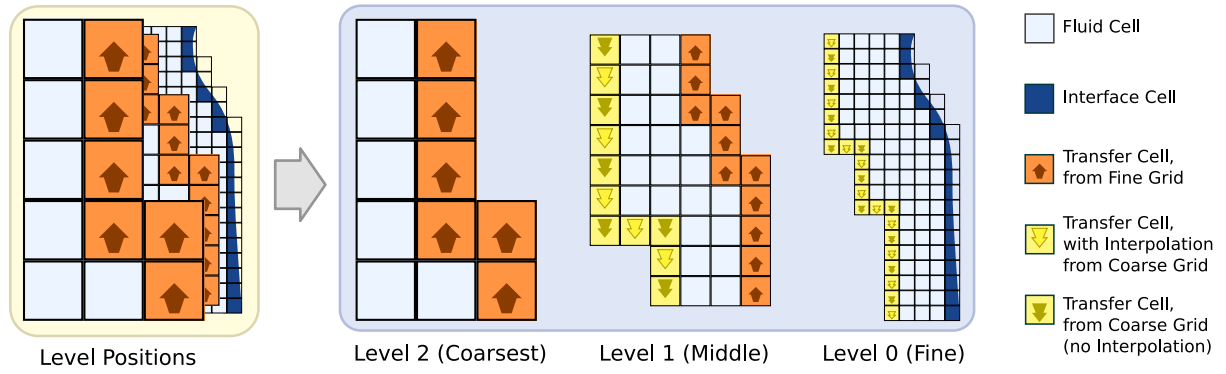 Level Positions
Level 2 (Coarsest)
Level 1 (Middle)
Level 0 (Fine)
Fluid Cell
Interface Cell
Transfer Cell,
from Fine Grid
Transfer Cell,
with Interpolation
from Coarse Grid
Transfer Cell,
from Coarse Grid
(no Interpolation)